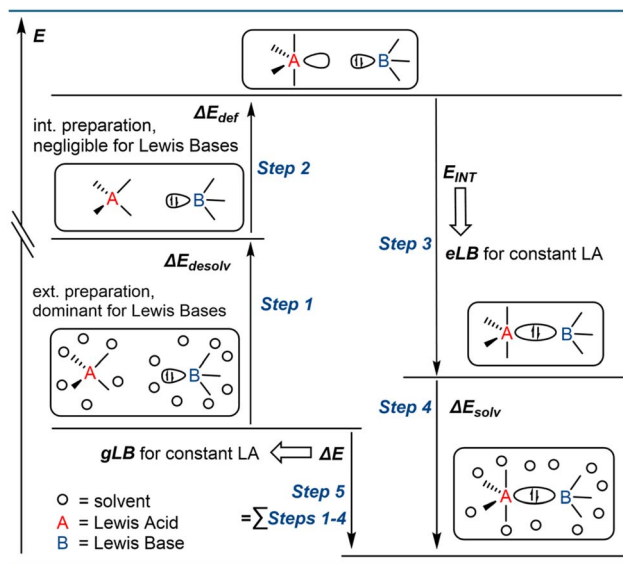 E
A
B
ΔE_def
int. preparation,
negligible for Lewis Bases
Step 2
A
B
E_INT
Step 3
eLB for constant LA
ΔE_desolv
ext. preparation,
dominant for Lewis Bases
Step 1
A
B
A
B
Step 4
ΔE_solv
gLB for constant LA
ΔE
Step 5
=∑Steps 1-4
A
B
= solvent
A = Lewis Acid
B = Lewis Base